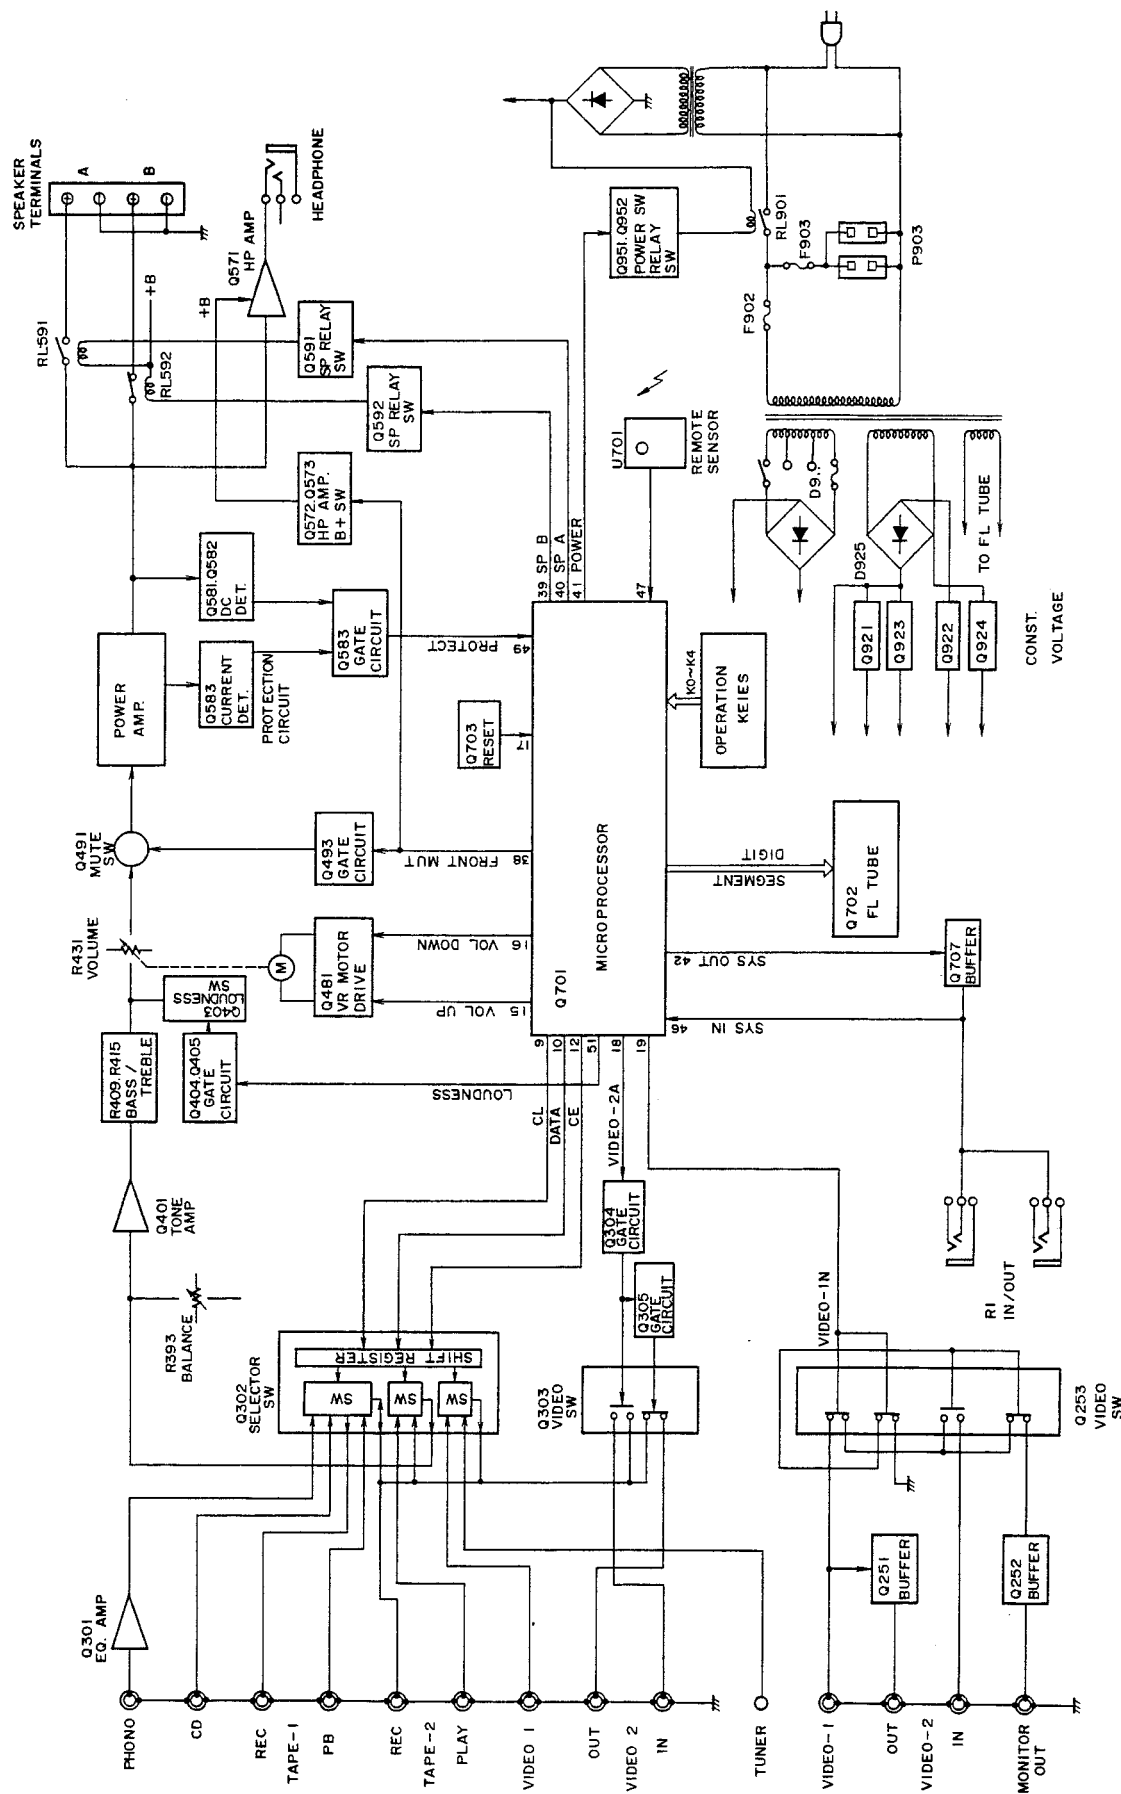 PHONO
CD
REC
TAPE-1
PB
REC
TAPE-2
PLAY
VIDEO 1
OUT
VIDEO 2
IN
TUNER
VIDEO-1
OUT
VIDEO-2
IN
MONITOR
OUT
Q301
EQ. AMP
R393
BALANCE
Q302
SELECTOR
SW
SHIFT REGISTER
SW
SW
SW
Q303
VIDEO
SW
Q304
GATE
CIRCUIT
Q305
GATE
CIRCUIT
Q251
BUFFER
Q252
BUFFER
Q253
VIDEO
SW
VIDEO-1N
RI
IN/OUT
Q401
TONE
AMP
R409.R415
BASS /
TREBLE
Q404.Q405
GATE
CIRCUIT
Q403
LOUDNESS
SW
R431
VOLUME
M
Q481
VR MOTOR
DRIVE
Q491
MUTE
SW
Q493
GATE
CIRCUIT
CL
DATA
CE
LOUDNESS
VIDEO-2A
9
10
12
51
18
19
15 VOL UP
16 VOL DOWN
38 FRONT MUT
Q701
MICROPROCESSOR
46 SYS IN
42 SYS OUT
Q707
BUFFER
SEGMENT
DIGIT
Q702
FL TUBE
Q703
RESET
17
OPERATION
KEIES
K0~K4
49 PROTECT
POWER
AMP.
Q583
CURRENT
DET.
PROTECTION
CIRCUIT
Q581.Q582
DC
DET.
Q583
GATE
CIRCUIT
Q572.Q573
HP AMP.
B+ SW
Q592
SP RELAY
SW
Q591
SP RELAY
SW
39 SP B
40 SP A
41 POWER
47
U701
REMOTE
SENSOR
RL591
RL592
+B
+B
Q571
HP AMP
HEADPHONE
SPEAKER
TERMINALS
A
B
Q951.Q952
POWER SW
RELAY
SW
RL901
F903
F902
P903
D925
TO FL TUBE
Q921
Q923
Q922
Q924
CONST.
VOLTAGE